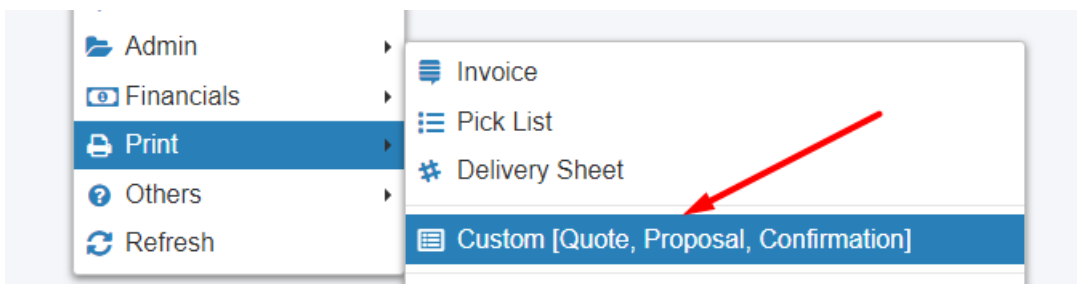 Admin
Financials
Print
Others
Refresh
Invoice
Pick List
Delivery Sheet
Custom [Quote, Proposal, Confirmation]